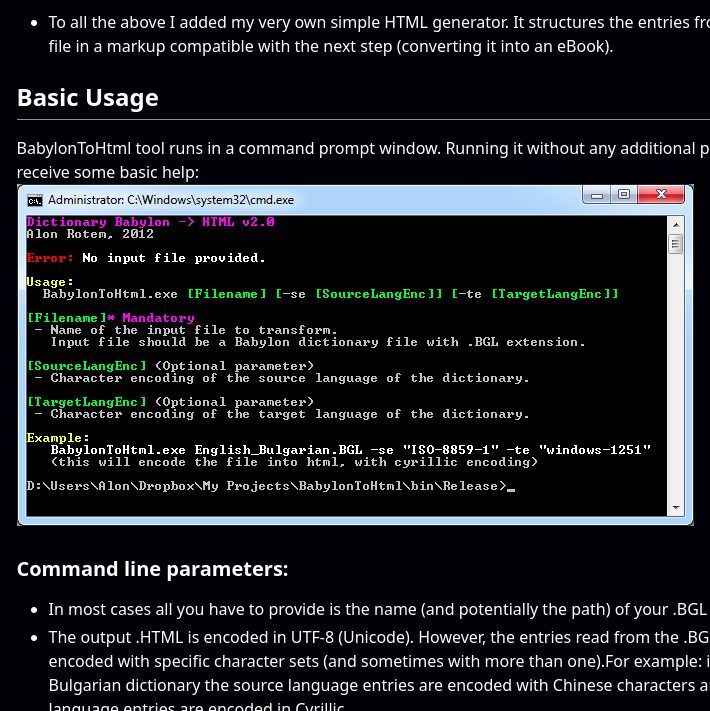 • To all the above I added my very own simple HTML generator. It structures the entries
file in a markup compatible with the next step (converting it into an eBook).
Basic Usage
BabylonToHtml tool runs in a command prompt window. Running it without any additional
receive some basic help:
Administrator: C:\Windows\system32\cmd.exe
Dictionary Babylon -> HTML v2.0
Alon Rotem, 2012
Error: No input file provided.
Usage:
BabylonToHtml.exe [Filename] [-se [SourceLangEnc]] [-te [TargetLangEnc]]
[Filename]* Mandatory
- Name of the input file to transform.
Input file should be a Babylon dictionary file with .BGL extension.
[SourceLangEnc] (Optional parameter)
- Character encoding of the source language of the dictionary.
[TargetLangEnc] (Optional parameter)
- Character encoding of the target language of the dictionary.
Example:
BabylonToHtml.exe English_Bulgarian.BGL -se "ISO-8859-1" -te "windows-1251"
(this will encode the file into html, with cyrillic encoding)
D:\Users\Alon\Dropbox\My Projects\BabylonToHtml\bin\Release>_
Command line parameters:
• In most cases all you have to provide is the name (and potentially the path) of your .BGL
• The output .HTML is encoded in UTF-8 (Unicode). However, the entries read from the
encoded with specific character sets (and sometimes with more than one).For example:
Bulgarian dictionary the source language entries are encoded with Chinese characters
language entries are encoded in Cyrillic